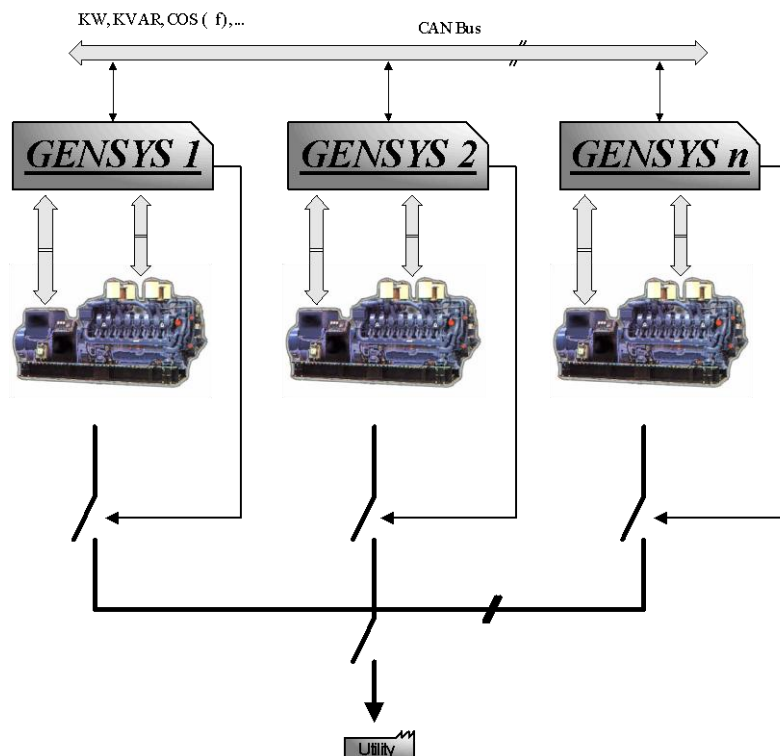 KW, KVAR, COS ( f),...
CAN Bus
GENSYS 1
GENSYS 2
GENSYS n
Utility